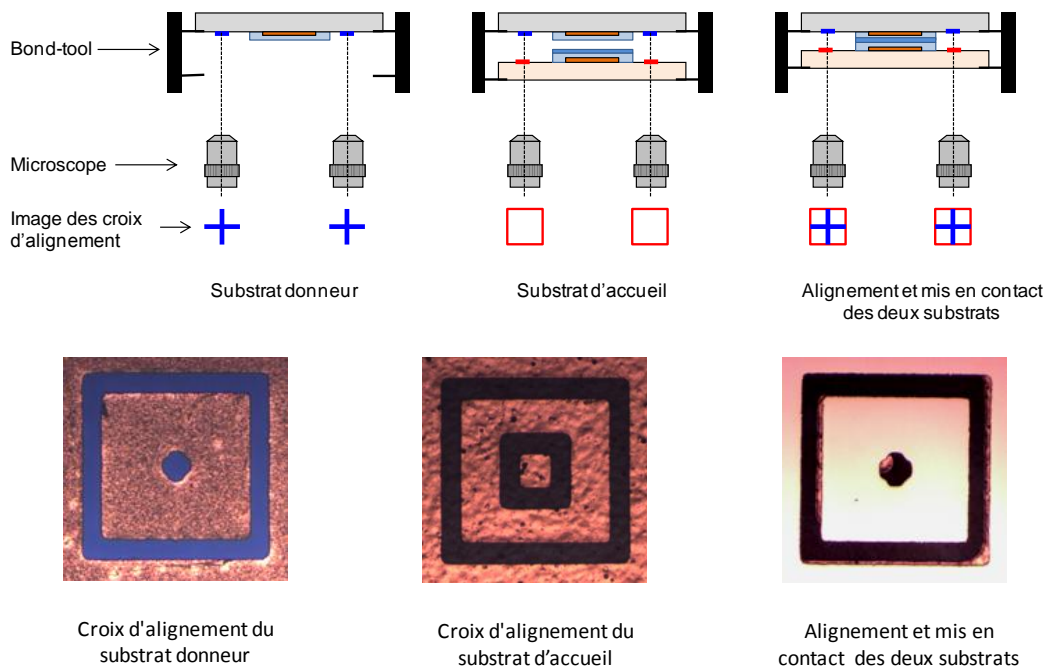 Bond-tool
Microscope
Image des croix
d'alignement
Substrat donneur
Substrat d'accueil
Alignement et mis en contact
des deux substrats
Croix d'alignement du
substrat donneur
Croix d'alignement du
substrat d'accueil
Alignement et mis en
contact des deux substrats